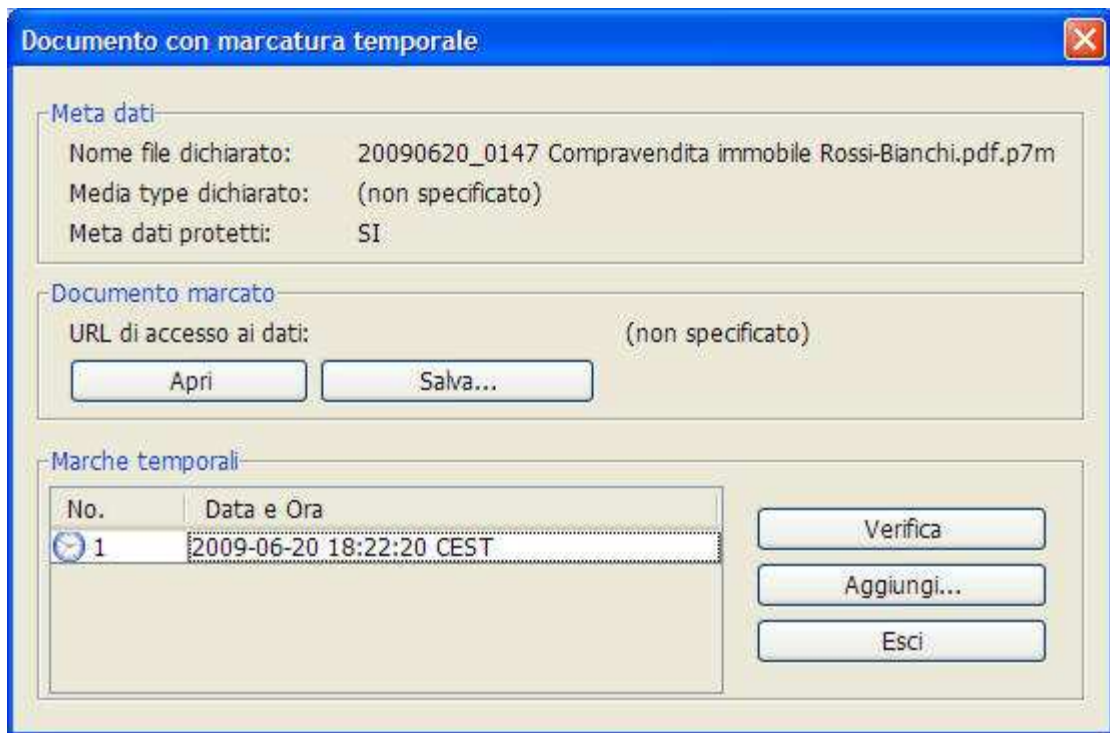 Documento con marcatura temporale
Meta dati
Nome file dichiarato: 20090620_0147 Compravendita immobile Rossi-Bianchi.pdf.p7m
Media type dichiarato: (non specificato)
Meta dati protetti: SI
Documento marcato
URL di accesso ai dati: (non specificato)
Apri Salva...
Marche temporali
No. Data e Ora
1 2009-06-20 18:22:20 CEST
Verifica
Aggiungi...
Esci